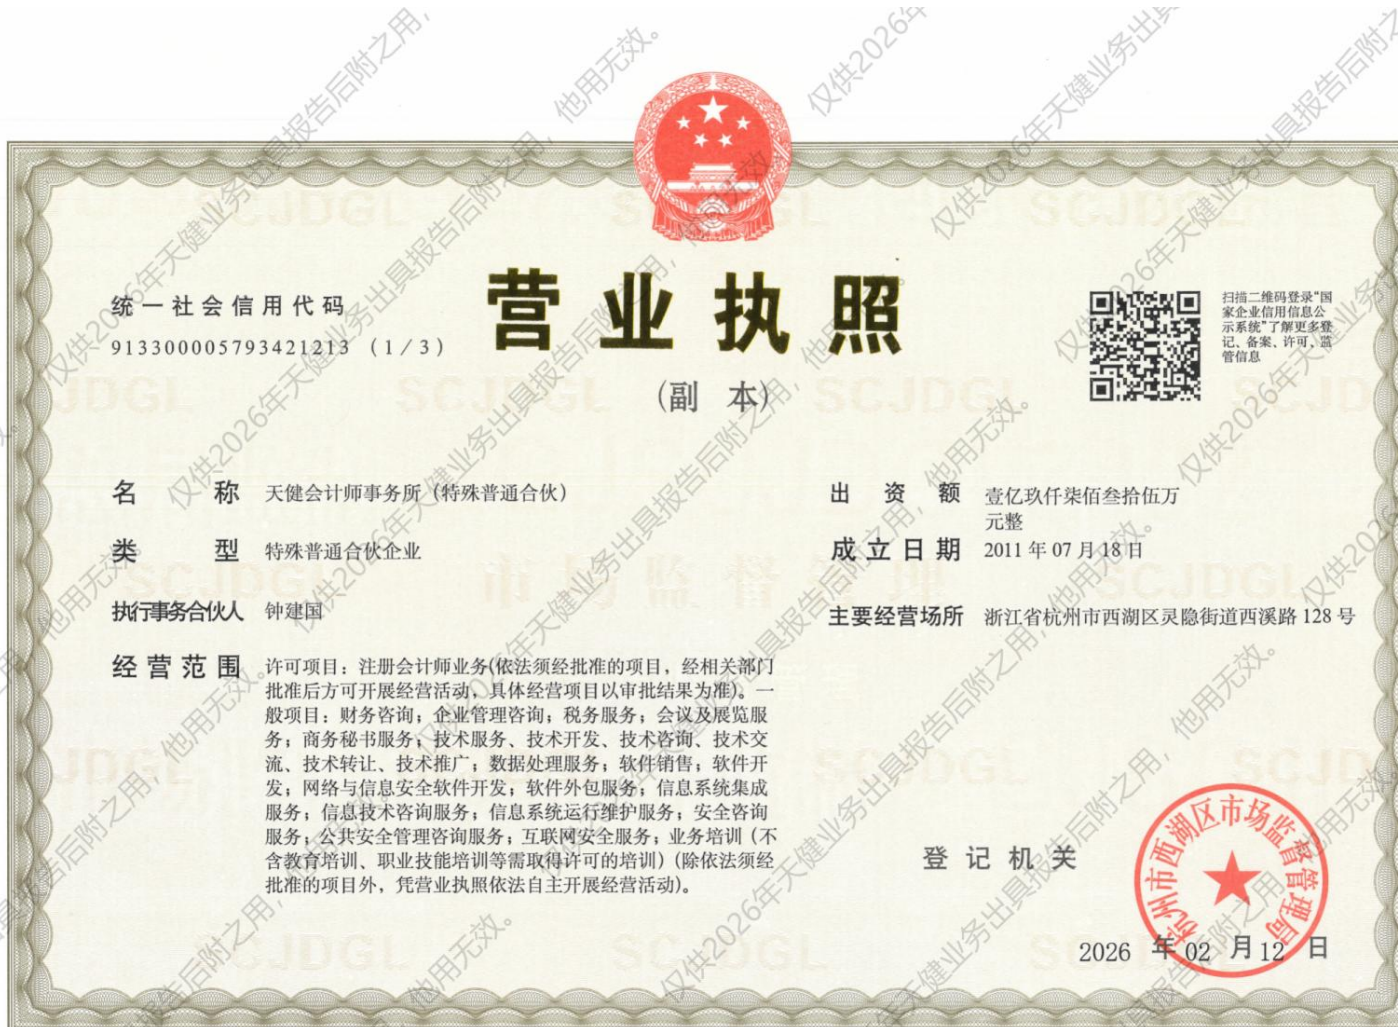 营业执照
(副 本)
统一社会信用代码
913300005793421213 (1/3)
扫描二维码登录“国
家企业信用信息公
示系统”了解更多登
记、备案、许可、监
管信息
名 称 天健会计师事务所(特殊普通合伙)
类 型 特殊普通合伙企业
执行事务合伙人 钟建国
经营范围 许可项目：注册会计师业务(依法须经批准的项目，经相关部门
批准后方可开展经营活动，具体经营项目以审批结果为准)。一
般项目：财务咨询；企业管理咨询；税务服务；会议及展览服
务；商务秘书服务；技术服务、技术开发、技术咨询、技术交
流、技术转让、技术推广；数据处理服务；软件销售；软件开
发；网络与信息安全软件开发；软件外包服务；信息系统集成
服务；信息技术咨询服务；信息系统运行维护服务；安全咨询
服务；公共安全管理咨询服务；互联网安全服务；业务培训（不
含教育培训、职业技能培训等需取得许可的培训）(除依法须经
批准的项目外，凭营业执照依法自主开展经营活动)。
出 资 额 壹亿玖仟柒佰叁拾伍万
元整
成立日期 2011年07月18日
主要经营场所 浙江省杭州市西湖区灵隐街道西溪路128号
登记机关
杭州市西湖区市场监督管理局
2026 年 02 月 12 日
市场监督管理
SCJDGL
仅供2026年天健业务出具报告后附之用，他用无效。